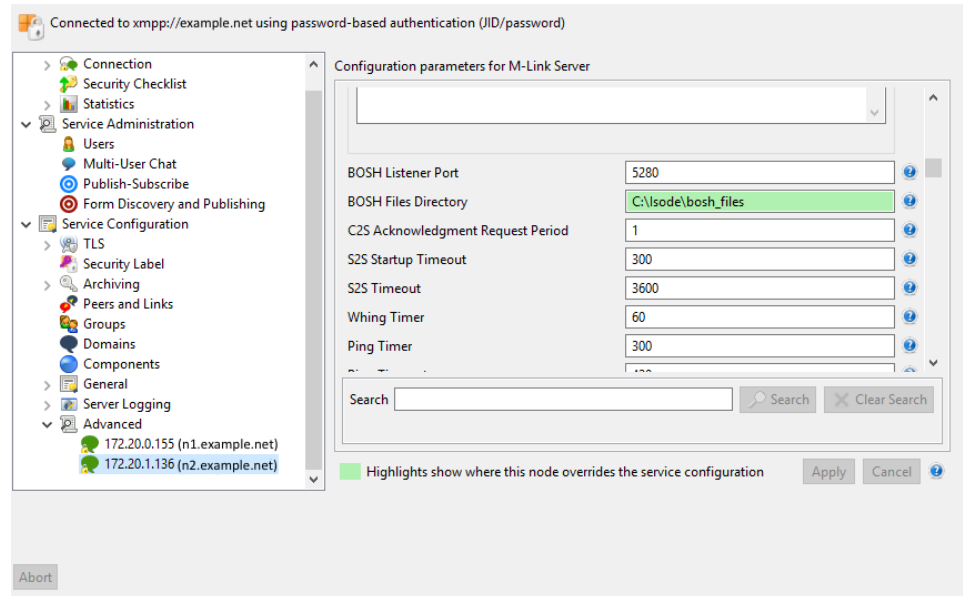 Connected to xmpp://example.net using password-based authentication (JID/password)
Connection
Security Checklist
Statistics
Service Administration
Users
Multi-User Chat
Publish-Subscribe
Form Discovery and Publishing
Service Configuration
TLS
Security Label
Archiving
Peers and Links
Groups
Domains
Components
General
Server Logging
Advanced
172.20.0.155 (n1.example.net)
172.20.1.136 (n2.example.net)
Configuration parameters for M-Link Server
BOSH Listener Port 5280
BOSH Files Directory C:\Isode\bosh_files
C2S Acknowledgment Request Period 1
S2S Startup Timeout 300
S2S Timeout 3600
Whing Timer 60
Ping Timer 300
Search Search Clear Search
Highlights show where this node overrides the service configuration Apply Cancel
Abort